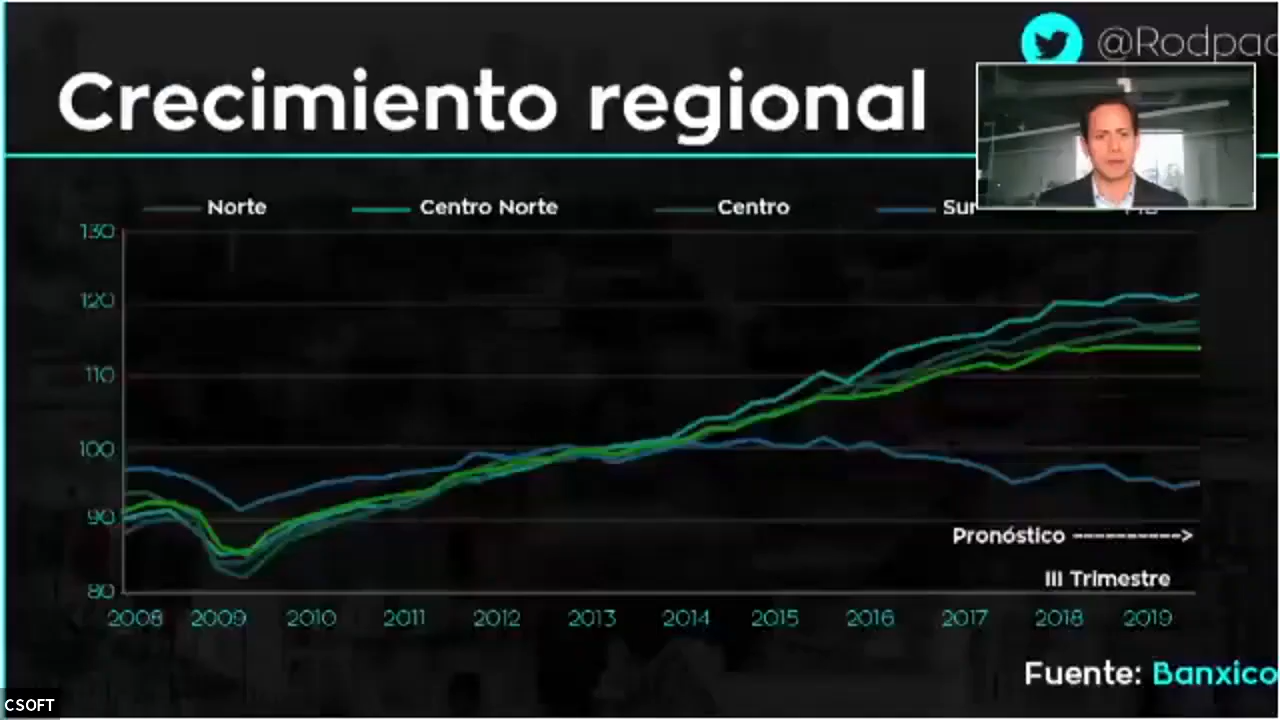 @Rodpac
Crecimiento regional
Norte Centro Norte Centro Sur
130
120
110
100
90
80
Pronóstico ---------->
III Trimestre
2008 2009 2010 2011 2012 2013 2014 2015 2016 2017 2018 2019
Fuente: Banxico
CSOFT